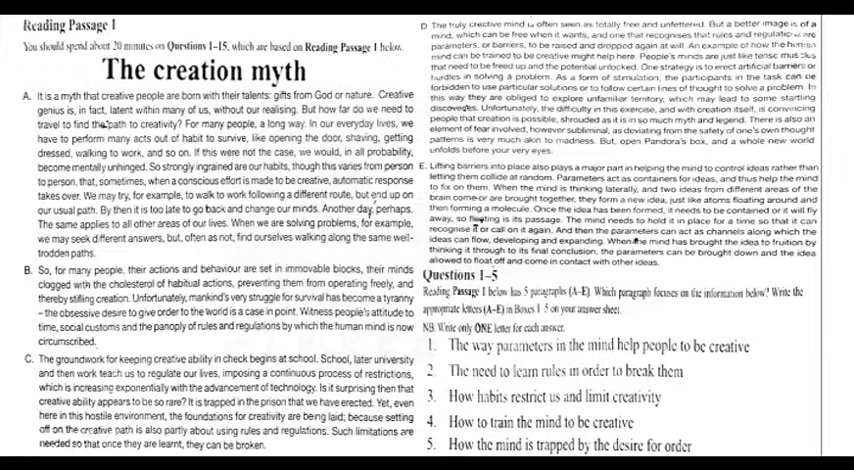 Reading Passage 1
You should spend about 20 minutes on Questions 1–15, which are based on Reading Passage 1 below.
The creation myth
A. It is a myth that creative people are born with their talents: gifts from God or nature. Creative
genius is, in fact, latent within many of us, without our realising. But how far do we need to
travel to find the path to creativity? For many people, a long way. In our everyday lives, we
have to perform many acts out of habit to survive, like opening the door, shaving, getting
dressed, walking to work, and so on. If this were not the case, we would, in all probability,
become mentally unhinged. So strongly ingrained are our habits, though this varies from person
to person, that, sometimes, when a conscious effort is made to be creative, automatic response
takes over. We may try, for example, to walk to work following a different route, but end up on
our usual path. By then it is too late to go back and change our minds. Another day, perhaps.
The same applies to all other areas of our lives. When we are solving problems, for example,
we may seek different answers, but, often as not, find ourselves walking along the same well-
trodden paths.
B. So, for many people, their actions and behaviour are set in immovable blocks, their minds
clogged with the cholesterol of habitual actions, preventing them from operating freely, and
thereby stifling creation. Unfortunately, mankind's very struggle for survival has become a tyranny
– the obsessive desire to give order to the world is a case in point. Witness people's attitude to
time, social customs and the panoply of rules and regulations by which the human mind is now
circumscribed.
C. The groundwork for keeping creative ability in check begins at school. School, later university
and then work teach us to regulate our lives, imposing a continuous process of restrictions,
which is increasing exponentially with the advancement of technology. Is it surprising then that
creative ability appears to be so rare? It is trapped in the prison that we have erected. Yet, even
here in this hostile environment, the foundations for creativity are being laid; because setting
off on the creative path is also partly about using rules and regulations. Such limitations are
needed so that once they are learnt, they can be broken.
D The truly creative mind is often seen as totally free and unfettered. But a better image is of a
mind, which can be free when it wants, and one that recognises that rules and regulations are
parameters, or barriers, to be raised and dropped again at will. An example of how the human
mind can be trained to be creative might help here. People's minds are just like tense muscles
that need to be freed up and the potential unlocked. One strategy is to erect artificial barriers or
hurdles in solving a problem. As a form of stimulation, the participants in the task can be
forbidden to use particular solutions or to follow certain lines of thought to solve a problem. In
this way they are obliged to explore unfamiliar territory, which may lead to some startling
discoveries. Unfortunately, the difficulty in this exercise, and with creation itself, is convincing
people that creation is possible, shrouded as it is in so much myth and legend. There is also an
element of fear involved, however subliminal, as deviating from the safety of one's own thought
patterns is very much akin to madness. But, open Pandora's box, and a whole new world
unfolds before your very eyes.
E. Lifting barriers into place also plays a major part in helping the mind to control ideas rather than
letting them collide at random. Parameters act as containers for ideas, and thus help the mind
to fix on them. When the mind is thinking laterally, and two ideas from different areas of the
brain come or are brought together, they form a new idea, just like atoms floating around and
then forming a molecule. Once the idea has been formed, it needs to be contained or it will fly
away, so fleeting is its passage. The mind needs to hold it in place for a time so that it can
recognise it or call on it again. And then the parameters can act as channels along which the
ideas can flow, developing and expanding. When the mind has brought the idea to fruition by
thinking it through to its final conclusion, the parameters can be brought down and the idea
allowed to float off and come in contact with other ideas.
Questions 1–5
Reading Passage 1 below has 5 paragraphs (A–E). Which paragraph focuses on the information below? Write the
appropriate letters (A–E) in Boxes 1 5 on your answer sheet.
NB. Write only ONE letter for each answer.
1. The way parameters in the mind help people to be creative
2. The need to learn rules in order to break them
3. How habits restrict us and limit creativity
4. How to train the mind to be creative
5. How the mind is trapped by the desire for order